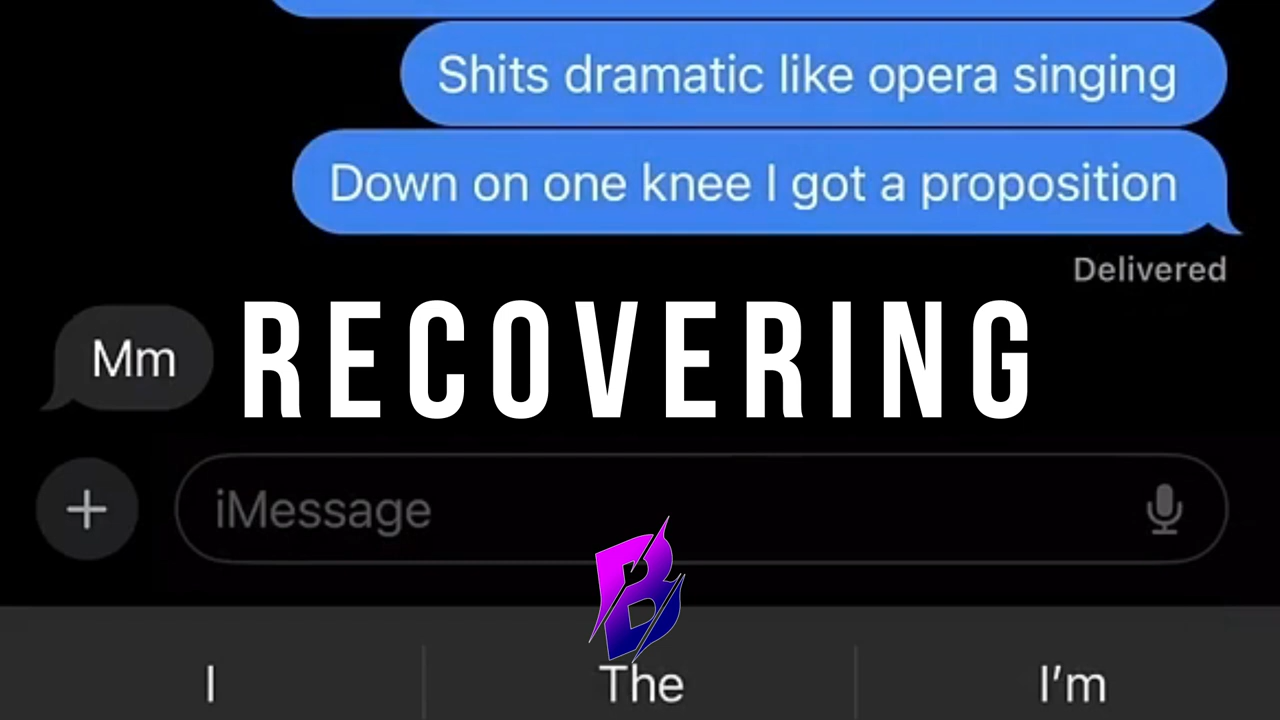 Shits dramatic like opera singing
Down on one knee I got a proposition
Delivered
Mm
RECOVERING
iMessage
B
I
The
I'm